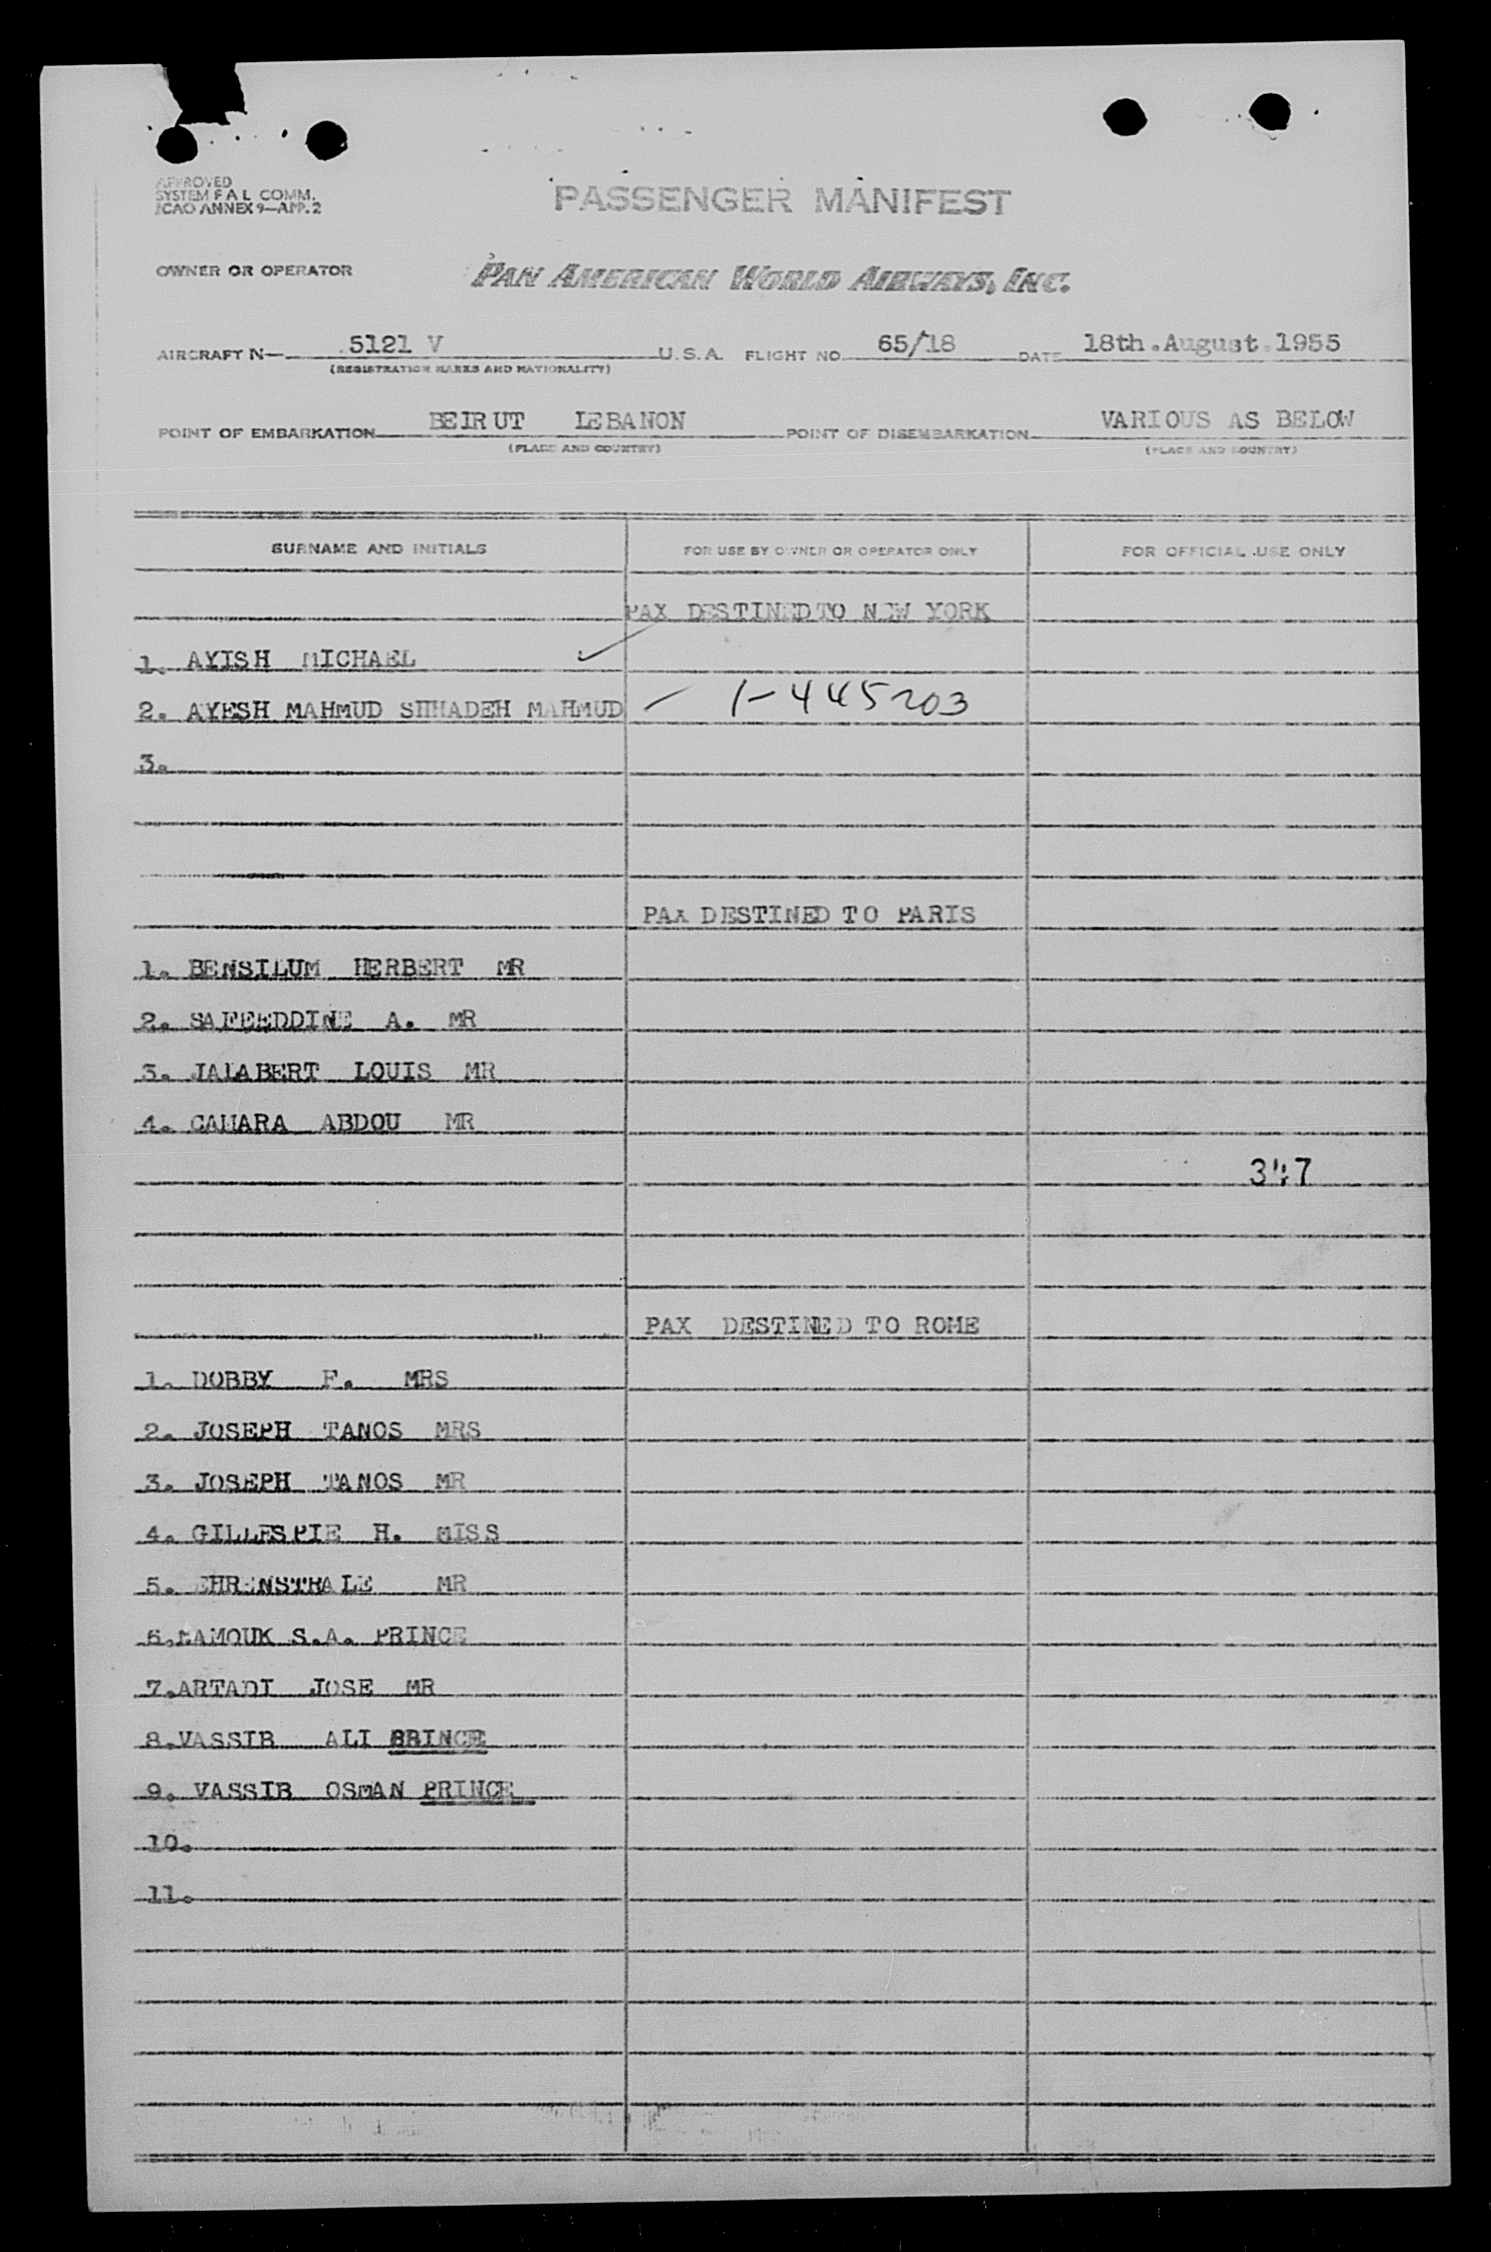 APPROVED
SYSTEM F A L COMM.
ICAO ANNEX 9—APP. 2
PASSENGER MANIFEST
OWNER OR OPERATOR PAN AMERICAN WORLD AIRWAYS, INC.
AIRCRAFT N— 5121 V U.S.A. FLIGHT NO. 65/18 DATE 18th.August.1955
(REGISTRATION MARKS AND NATIONALITY)
POINT OF EMBARKATION BEIRUT LEBANON POINT OF DISEMBARKATION VARIOUS AS BELOW
(PLACE AND COUNTRY) (PLACE AND COUNTRY)
SURNAME AND INITIALS FOR USE BY OWNER OR OPERATOR ONLY FOR OFFICIAL USE ONLY
PAX DESTINED TO NEW YORK
1. AYISH MICHAEL
2. AYESH MAHMUD SHHADEH MAHMUD 1-445203
3.
PAX DESTINED TO PARIS
1. BENSILUM HERBERT MR
2. SAFEEDDINE A. MR
3. JALABERT LOUIS MR
4. CAMARA ABDOU MR
347
PAX DESTINED TO ROME
1. DOBBY F. MRS
2. JOSEPH TANOS MRS
3. JOSEPH TANOS MR
4. GILLESPIE H. MISS
5. EHRENSTRALE MR
6. S.A. PRINCE
7.ARTADI JOSE MR
8.VASSIB ALI PRINCE
9. VASSIB OSMAN PRINCE
10.
11.